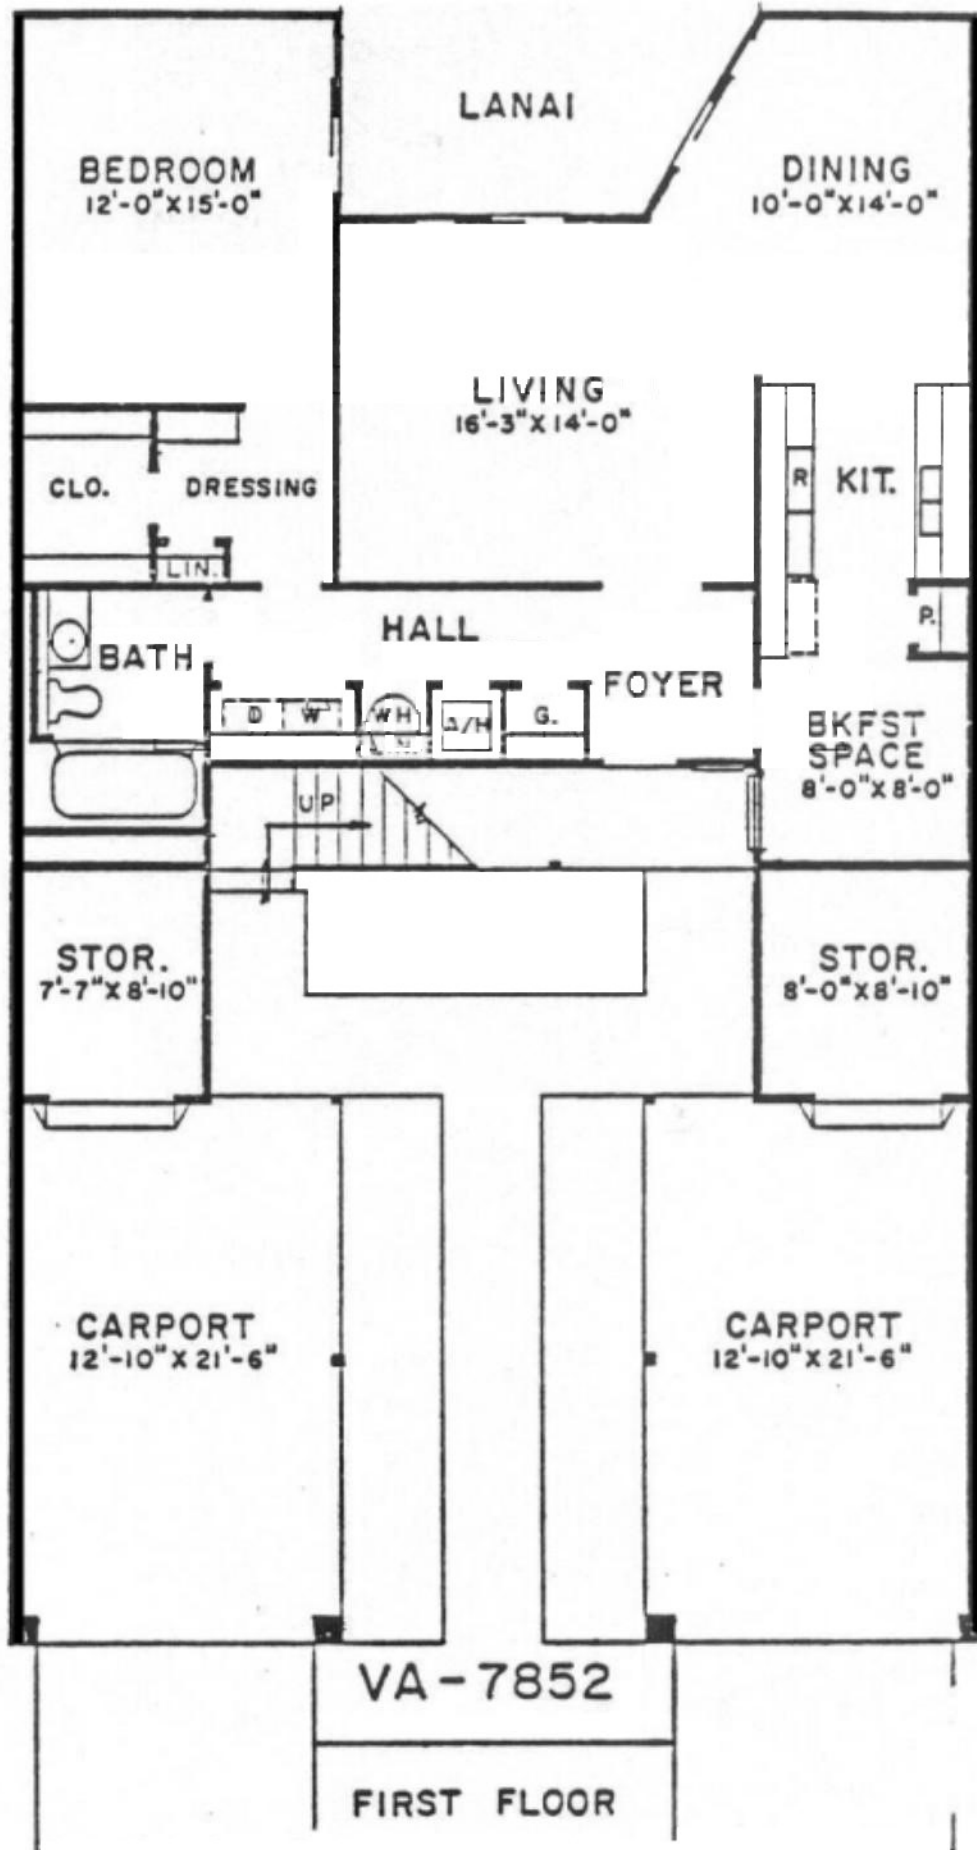 LANAI
BEDROOM
12'-0"X15'-0"
DINING
10'-0"X14'-0"
LIVING
16'-3"X14'-0"
CLO.
DRESSING
R
KIT.
LIN.
HALL
BATH
P.
FOYER
D
W
WH
A/H
G.
BKFST
SPACE
8'-0"X8'-0"
UP
STOR.
7'-7"X8'-10"
STOR.
8'-0"X8'-10"
CARPORT
12'-10"X21'-6"
CARPORT
12'-10"X21'-6"
VA-7852
FIRST FLOOR